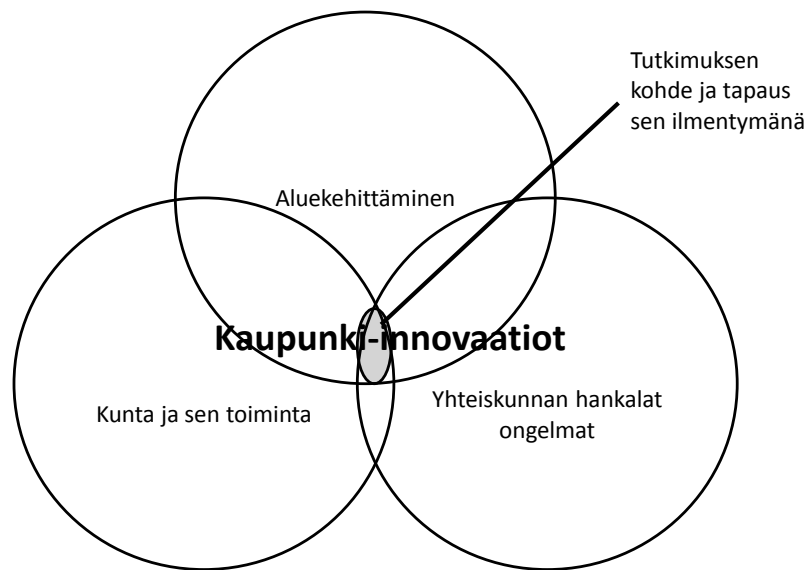 Tutkimuksen
kohde ja tapaus
sen ilmentymänä
Aluekehittäminen
Kaupunki-innovaatiot
Kunta ja sen toiminta
Yhteiskunnan hankalat
ongelmat